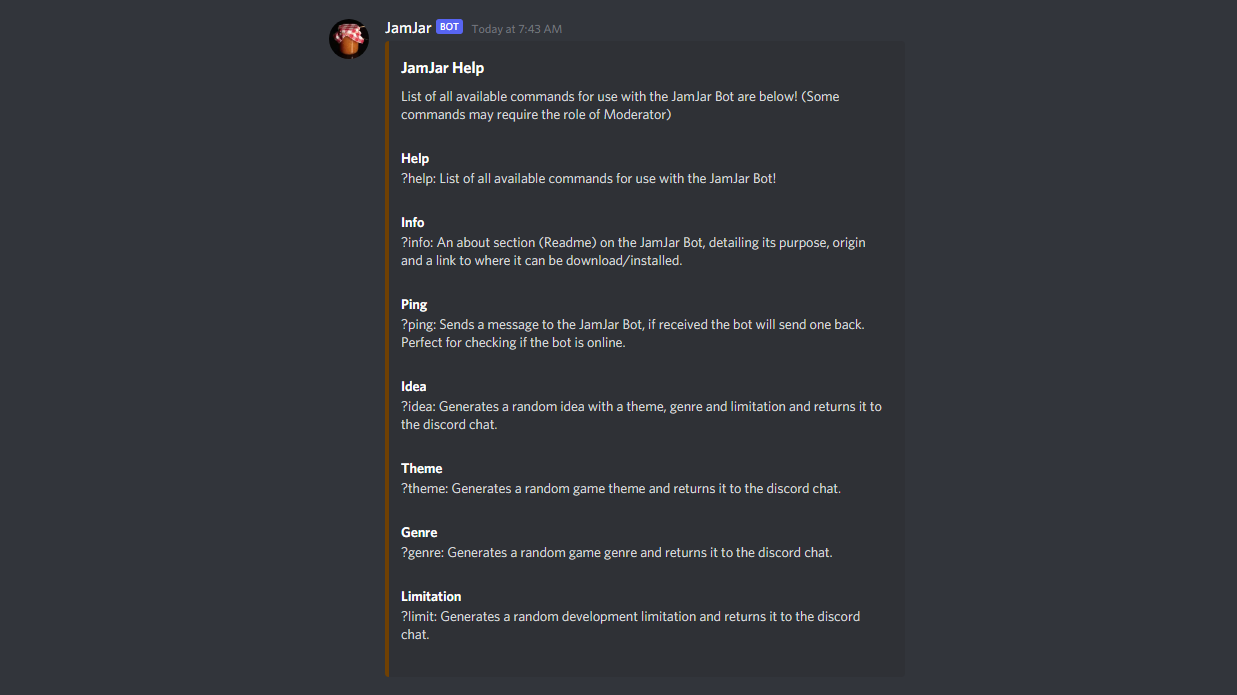 JamJar BOT Today at 7:43 AM
JamJar Help
List of all available commands for use with the JamJar Bot are below! (Some
commands may require the role of Moderator)
Help
?help: List of all available commands for use with the JamJar Bot!
Info
?info: An about section (Readme) on the JamJar Bot, detailing its purpose, origin
and a link to where it can be download/installed.
Ping
?ping: Sends a message to the JamJar Bot, if received the bot will send one back.
Perfect for checking if the bot is online.
Idea
?idea: Generates a random idea with a theme, genre and limitation and returns it to
the discord chat.
Theme
?theme: Generates a random game theme and returns it to the discord chat.
Genre
?genre: Generates a random game genre and returns it to the discord chat.
Limitation
?limit: Generates a random development limitation and returns it to the discord
chat.